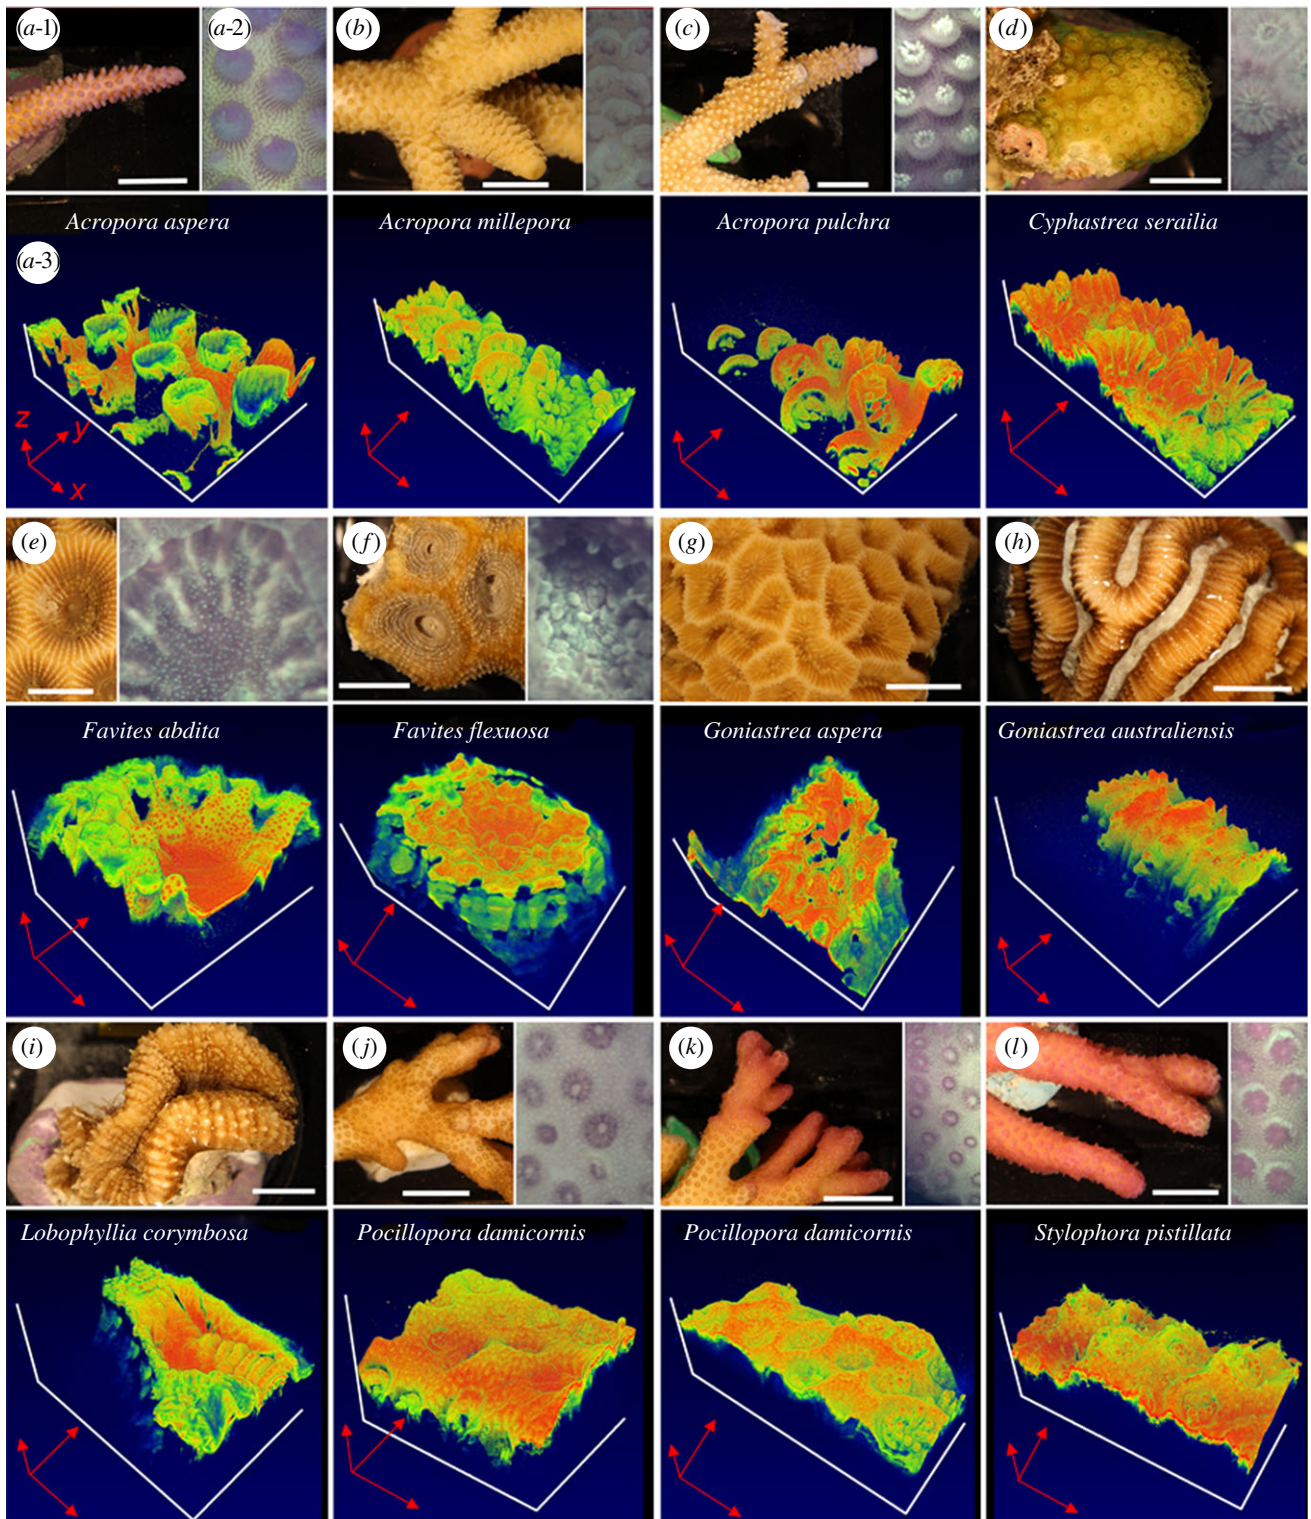 (a-1) (a-2) (b) (c) (d)
Acropora aspera Acropora millepora Acropora pulchra Cyphastrea serailia
(a-3)
z y
x
(e) (f) (g) (h)
Favites abdita Favites flexuosa Goniastrea aspera Goniastrea australiensis
(i) (j) (k) (l)
Lobophyllia corymbosa Pocillopora damicornis Pocillopora damicornis Stylophora pistillata